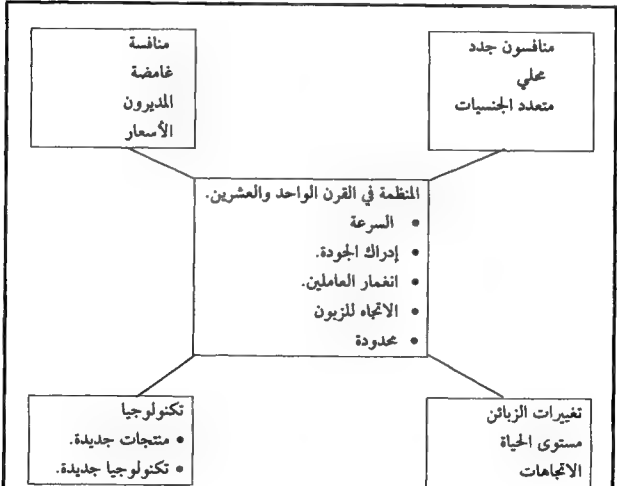 منافسون جدد
محلي
متعدد الجنسيات
منافسة
غامضة
المديرون
الأسعار
المنظمة في القرن الواحد والعشرين.
• السرعة
• إدراك الجودة.
• انغمار العاملين.
• الاتجاه للزبون
• محدودة
تغييرات الزبائن
مستوى الحياة
الاتجاهات
تكنولوجيا
• منتجات جديدة.
• تكنولوجيا جديدة.